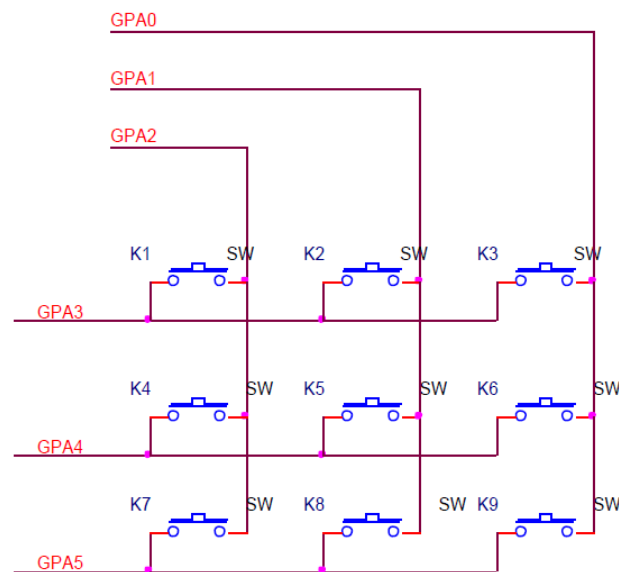 GPA0
GPA1
GPA2
K1 SW K2 SW K3 SW
GPA3
K4 SW K5 SW K6 SW
GPA4
K7 SW K8 SW K9 SW
GPA5